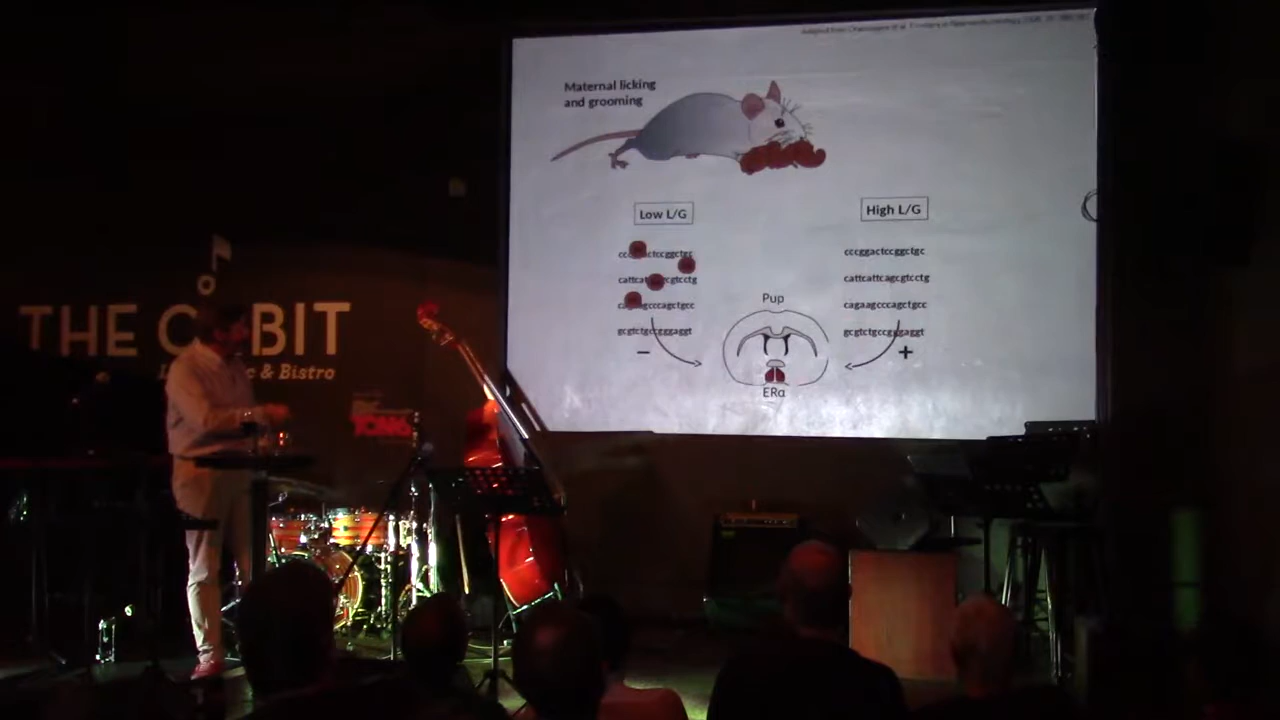 Maternal licking
and grooming
Low L/G
High L/G
cccggactccggctgc
cattcattcagcgtcctg
cagaagcccagctgcc
gcgtctgccgggaggt
Pup
–
+
ERα
THE BIT
& Bistro